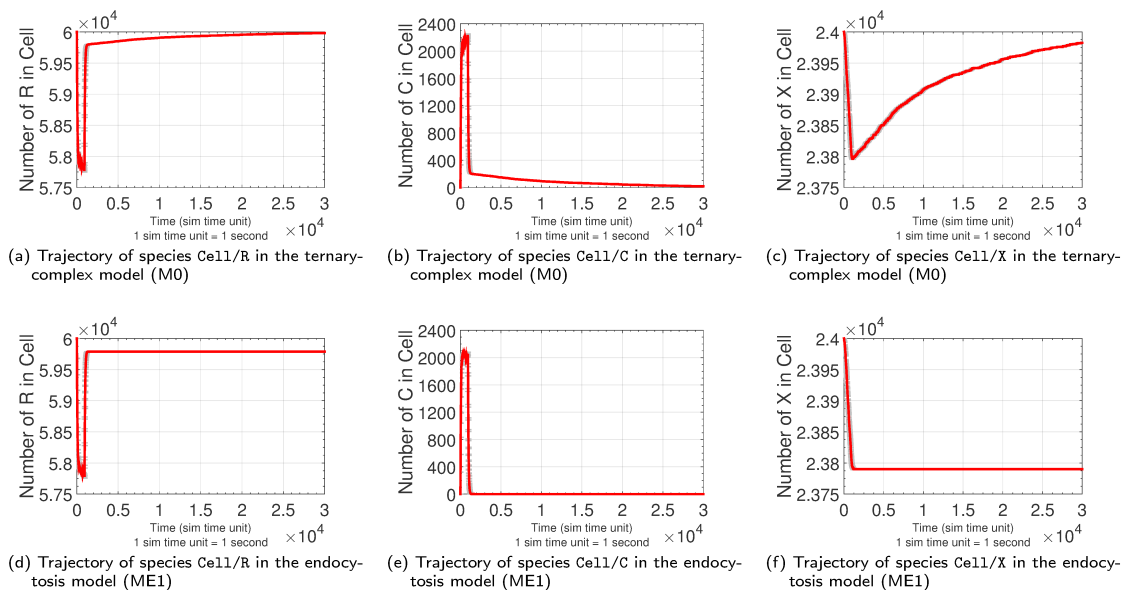 ×10⁴
6
5.95
5.9
5.85
5.8
5.75
Number of R in Cell
0 0.5 1 1.5 2 2.5 3
Time (sim time unit)
1 sim time unit = 1 second
×10⁴
(a) Trajectory of species Cell/R in the ternary-
complex model (M0)
2400
2000
1600
1200
800
400
0
Number of C in Cell
0 0.5 1 1.5 2 2.5 3
Time (sim time unit)
1 sim time unit = 1 second
×10⁴
(b) Trajectory of species Cell/C in the ternary-
complex model (M0)
×10⁴
2.4
2.395
2.39
2.385
2.38
2.375
Number of X in Cell
0 0.5 1 1.5 2 2.5 3
Time (sim time unit)
1 sim time unit = 1 second
×10⁴
(c) Trajectory of species Cell/X in the ternary-
complex model (M0)
×10⁴
6
5.95
5.9
5.85
5.8
5.75
Number of R in Cell
0 0.5 1 1.5 2 2.5 3
Time (sim time unit)
1 sim time unit = 1 second
×10⁴
(d) Trajectory of species Cell/R in the endocy-
tosis model (ME1)
2400
2000
1600
1200
800
400
0
Number of C in Cell
0 0.5 1 1.5 2 2.5 3
Time (sim time unit)
1 sim time unit = 1 second
×10⁴
(e) Trajectory of species Cell/C in the endocy-
tosis model (ME1)
×10⁴
2.4
2.395
2.39
2.385
2.38
2.375
Number of X in Cell
0 0.5 1 1.5 2 2.5 3
Time (sim time unit)
1 sim time unit = 1 second
×10⁴
(f) Trajectory of species Cell/X in the endocy-
tosis model (ME1)